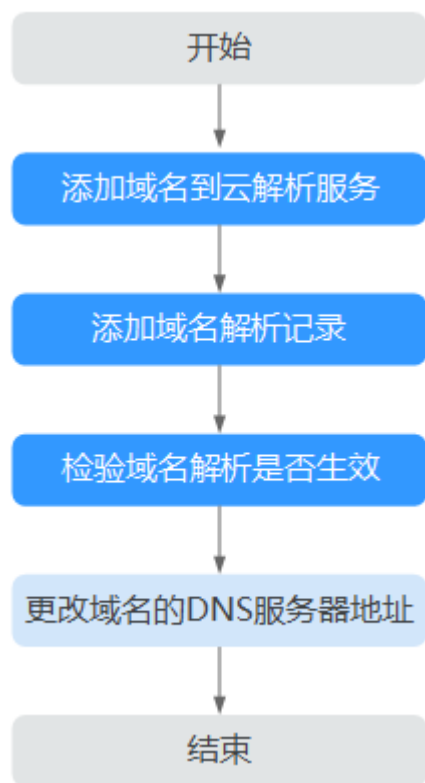 开始
添加域名到云解析服务
添加域名解析记录
检验域名解析是否生效
更改域名的DNS服务器地址
结束